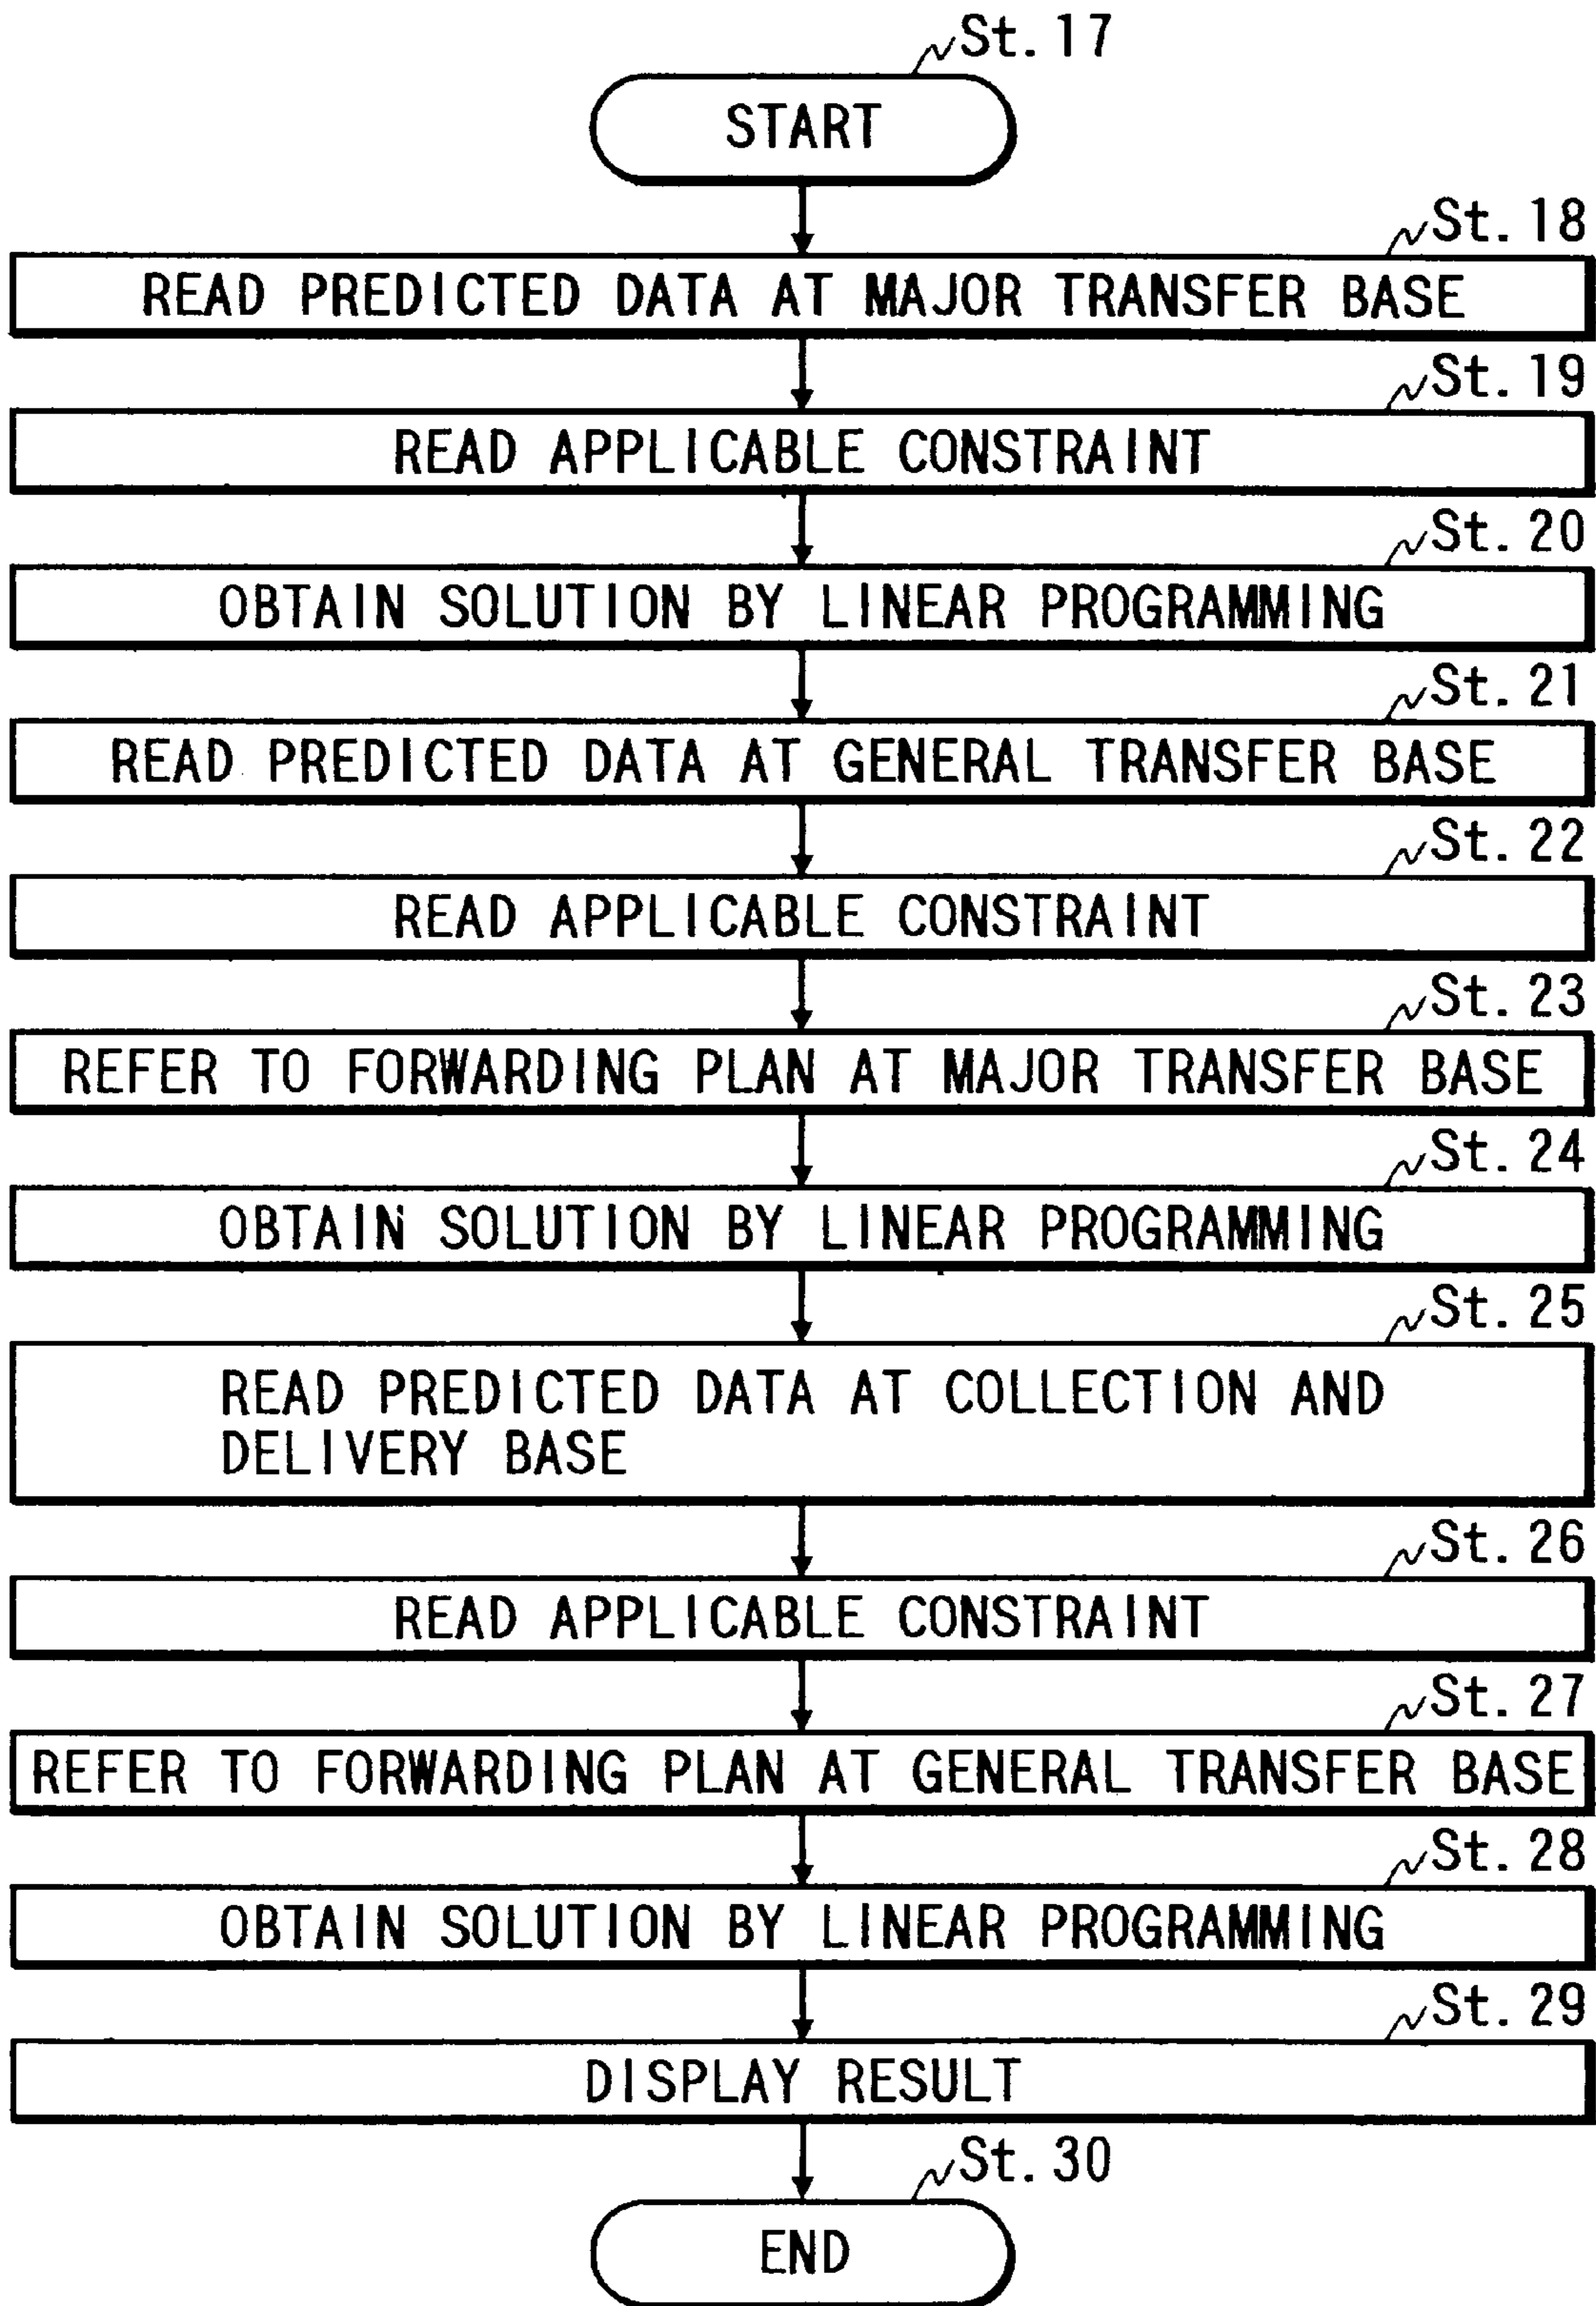 St. 17
START
St. 18
READ PREDICTED DATA AT MAJOR TRANSFER BASE
St. 19
READ APPLICABLE CONSTRAINT
St. 20
OBTAIN SOLUTION BY LINEAR PROGRAMMING
St. 21
READ PREDICTED DATA AT GENERAL TRANSFER BASE
St. 22
READ APPLICABLE CONSTRAINT
St. 23
REFER TO FORWARDING PLAN AT MAJOR TRANSFER BASE
St. 24
OBTAIN SOLUTION BY LINEAR PROGRAMMING
St. 25
READ PREDICTED DATA AT COLLECTION AND
DELIVERY BASE
St. 26
READ APPLICABLE CONSTRAINT
St. 27
REFER TO FORWARDING PLAN AT GENERAL TRANSFER BASE
St. 28
OBTAIN SOLUTION BY LINEAR PROGRAMMING
St. 29
DISPLAY RESULT
St. 30
END